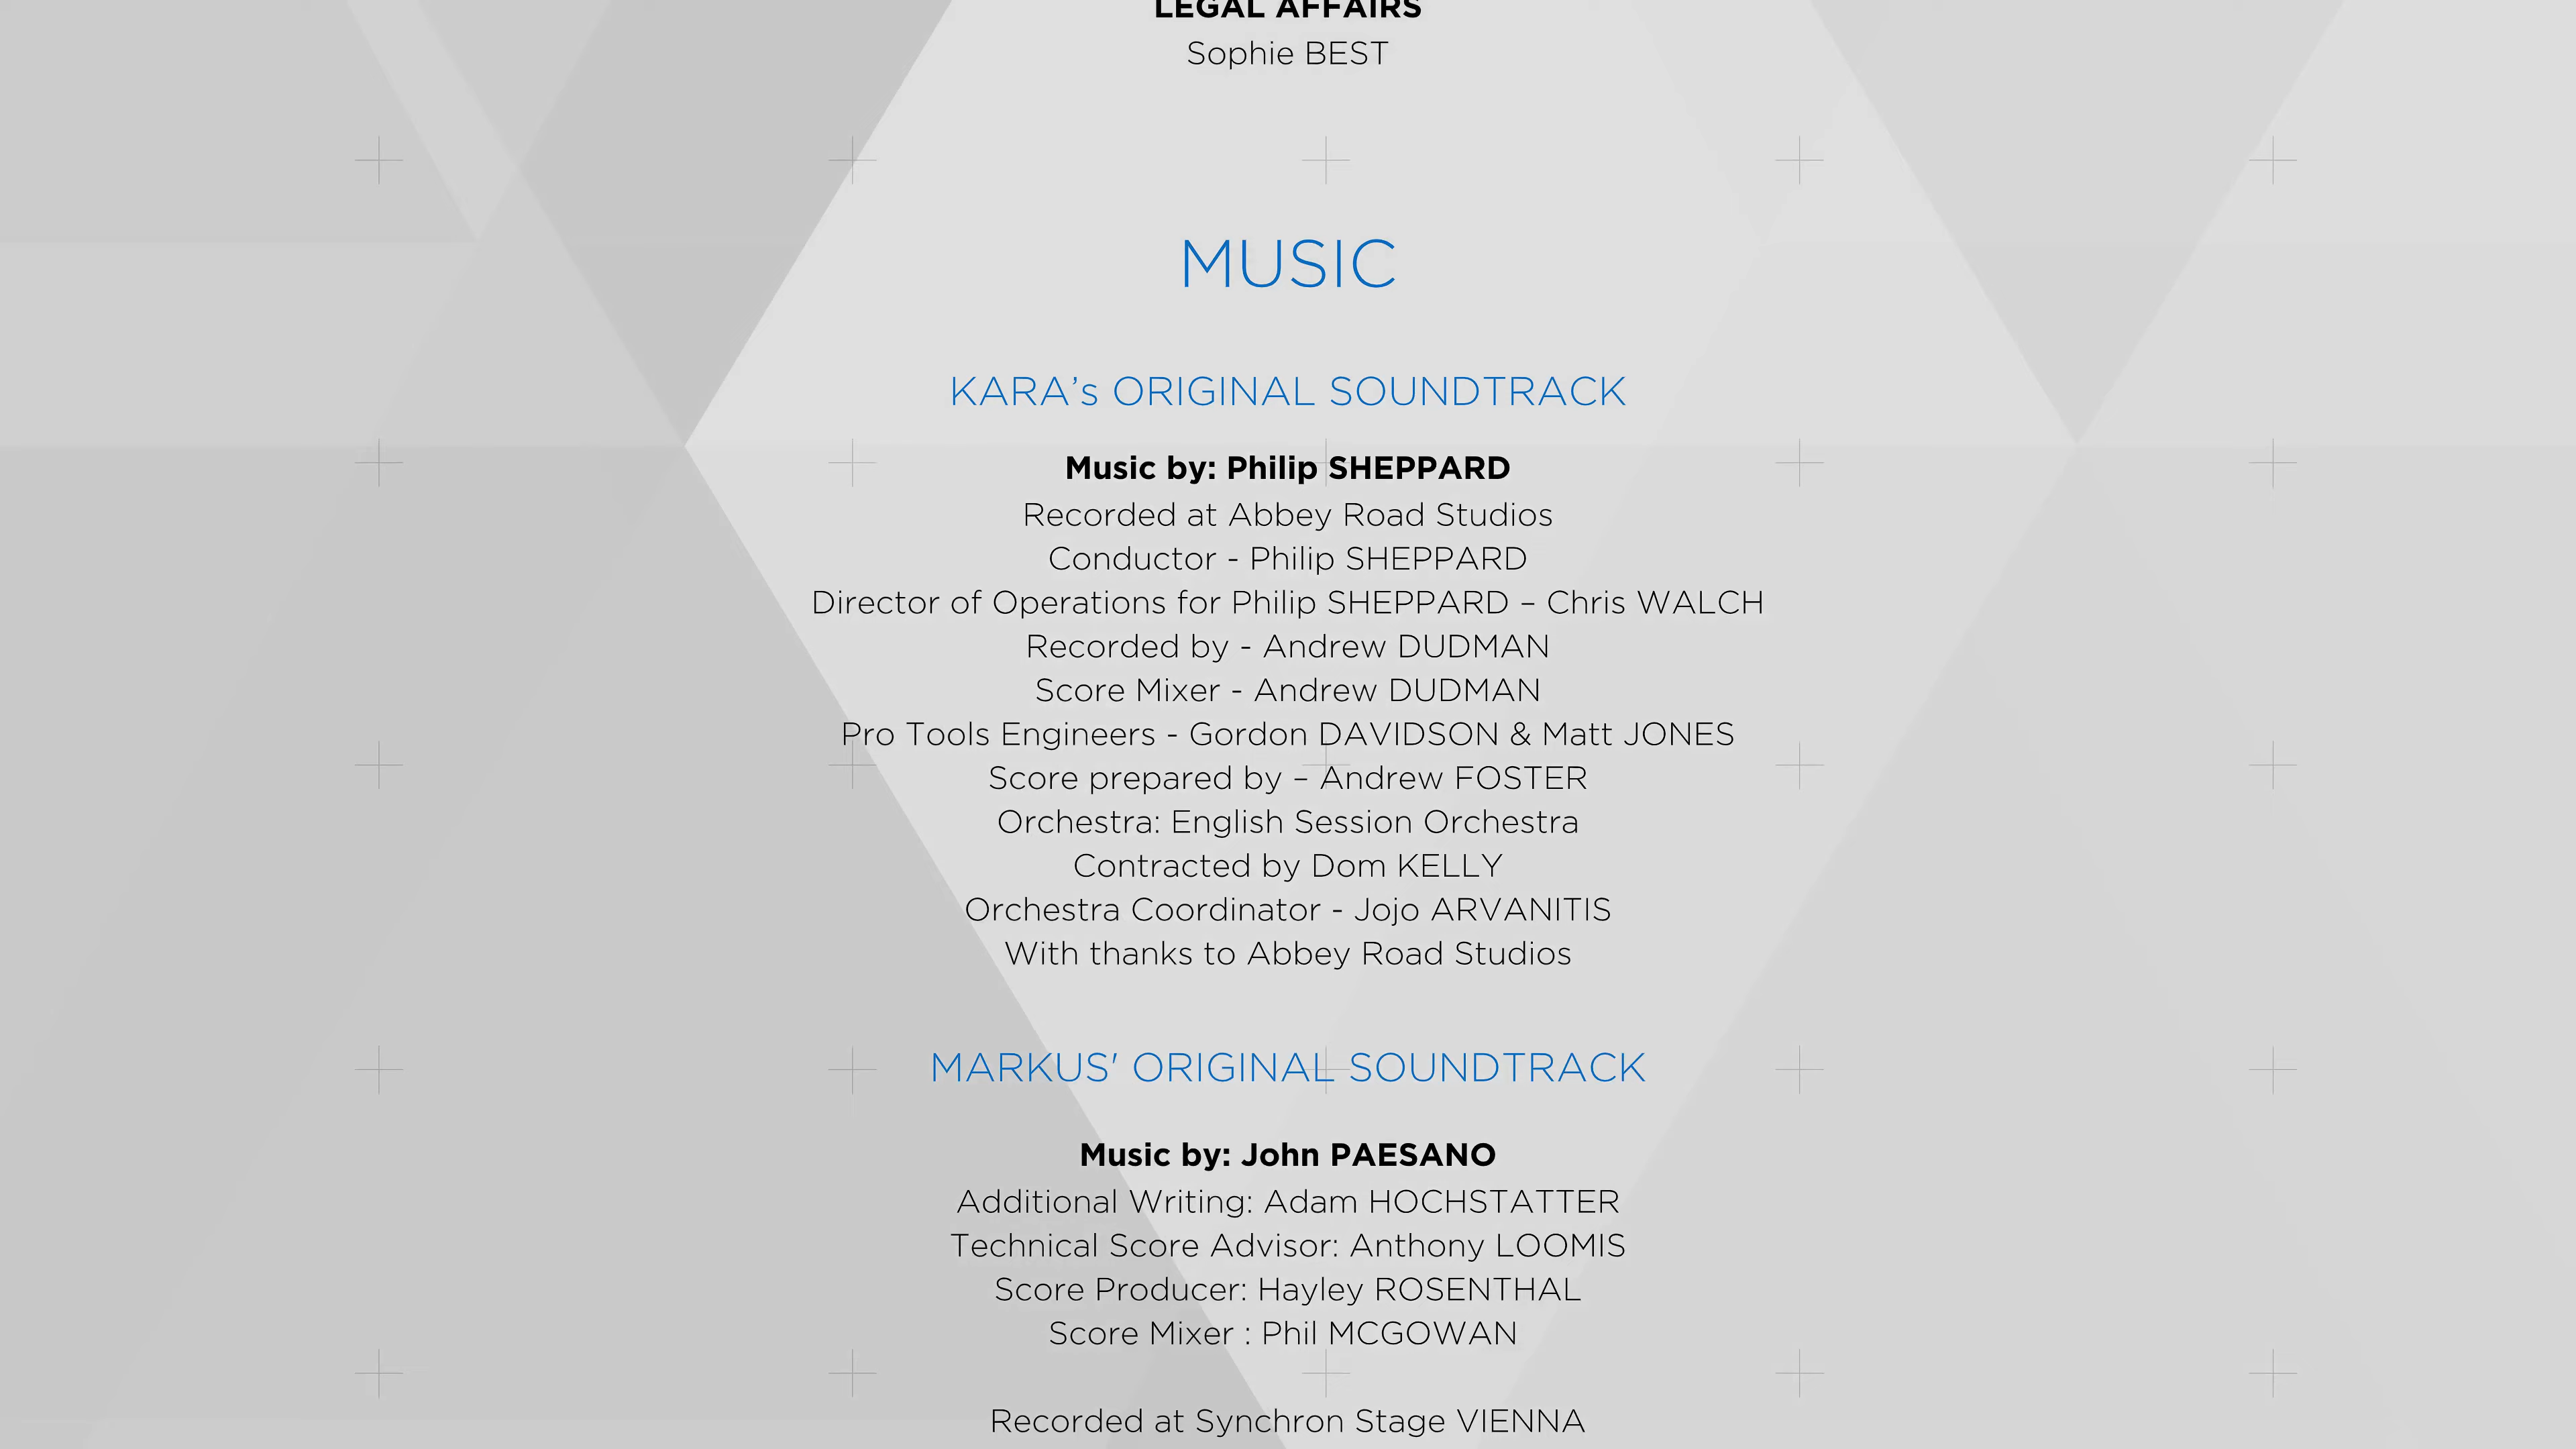 LEGAL AFFAIRS
Sophie BEST
MUSIC
KARA’s ORIGINAL SOUNDTRACK
Music by: Philip SHEPPARD
Recorded at Abbey Road Studios
Conductor - Philip SHEPPARD
Director of Operations for Philip SHEPPARD – Chris WALCH
Recorded by - Andrew DUDMAN
Score Mixer - Andrew DUDMAN
Pro Tools Engineers - Gordon DAVIDSON & Matt JONES
Score prepared by – Andrew FOSTER
Orchestra: English Session Orchestra
Contracted by Dom KELLY
Orchestra Coordinator - Jojo ARVANITIS
With thanks to Abbey Road Studios
MARKUS' ORIGINAL SOUNDTRACK
Music by: John PAESANO
Additional Writing: Adam HOCHSTATTER
Technical Score Advisor: Anthony LOOMIS
Score Producer: Hayley ROSENTHAL
Score Mixer : Phil MCGOWAN
Recorded at Synchron Stage VIENNA